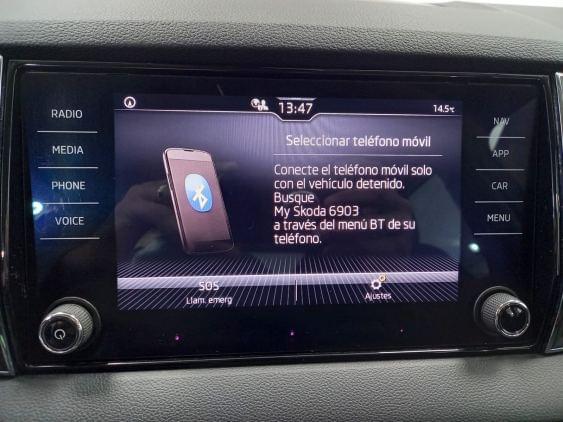 RADIO
MEDIA
PHONE
VOICE
13:47
14.5°C
Seleccionar teléfono móvil
Conecte el teléfono móvil solo
con el vehículo detenido.
Busque
My Skoda 6903
a través del menú BT de su
teléfono.
SOS
Llam. emerg
Ajustes
NAV
APP
CAR
MENU